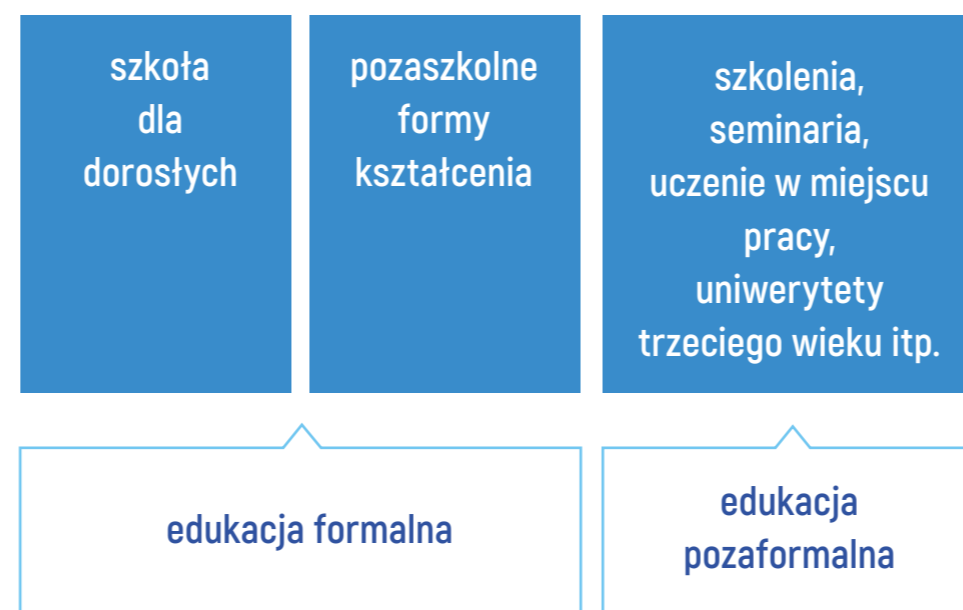 szkoła
dla
dorosłych
pozaszkolne
formy
kształcenia
szkolenia,
seminaria,
uczenie w miejscu
pracy,
uniwerytety
trzeciego wieku itp.
edukacja formalna
edukacja
pozaformalna